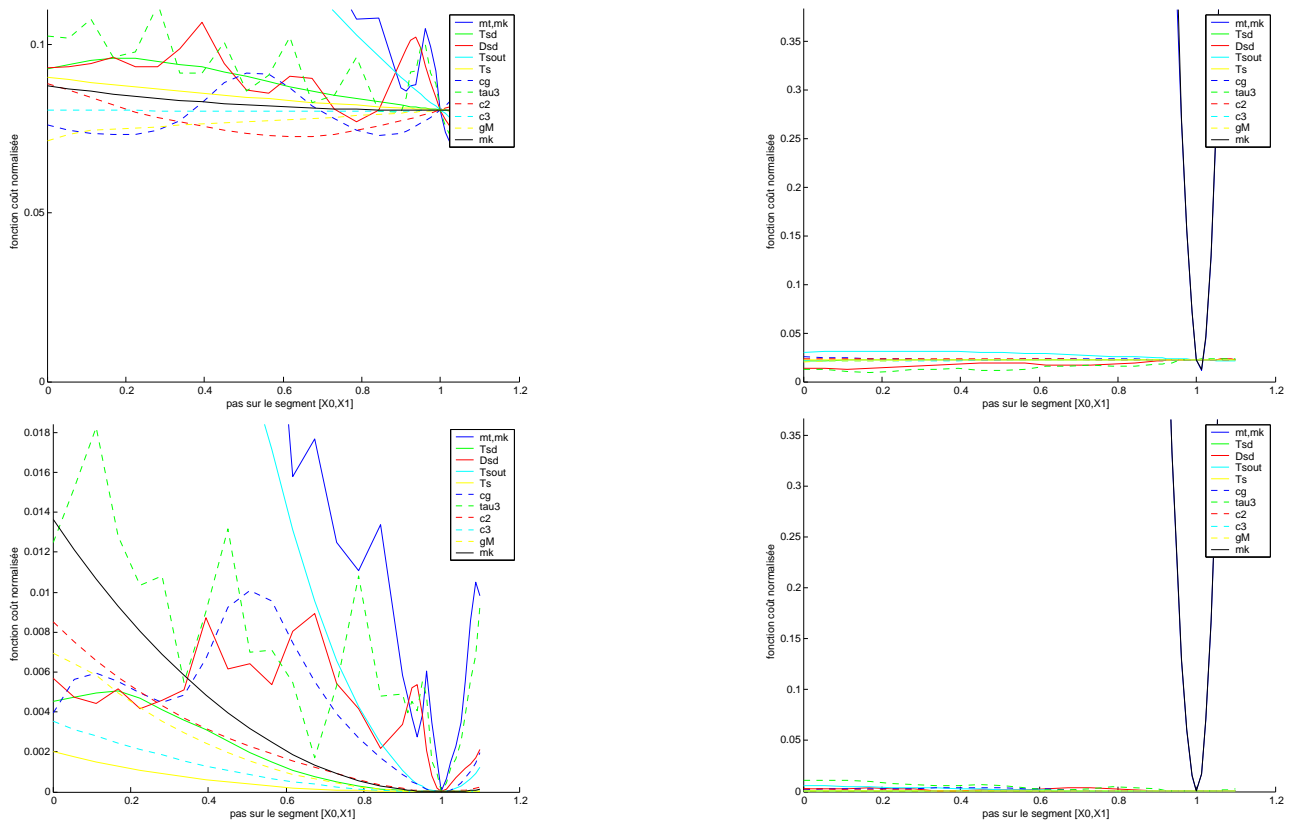 fonction coût normalisée
0.1
0.05
0
0
0.2
0.4
0.6
0.8
1
1.2
pas sur le segment [X0,X1]
mt,mk
Tsd
Dsd
Tsout
Ts
cg
tau3
c2
c3
gM
mk
fonction coût normalisée
0.35
0.3
0.25
0.2
0.15
0.1
0.05
0
0
0.2
0.4
0.6
0.8
1
1.2
pas sur le segment [X0,X1]
mt,mk
Tsd
Dsd
Tsout
Ts
cg
tau3
c2
c3
gM
mk
fonction coût normalisée
0.018
0.016
0.014
0.012
0.01
0.008
0.006
0.004
0.002
0
0
0.2
0.4
0.6
0.8
1
1.2
pas sur le segment [X0,X1]
mt,mk
Tsd
Dsd
Tsout
Ts
cg
tau3
c2
c3
gM
mk
fonction coût normalisée
0.35
0.3
0.25
0.2
0.15
0.1
0.05
0
0
0.2
0.4
0.6
0.8
1
1.2
pas sur le segment [X0,X1]
mt,mk
Tsd
Dsd
Tsout
Ts
cg
tau3
c2
c3
gM
mk